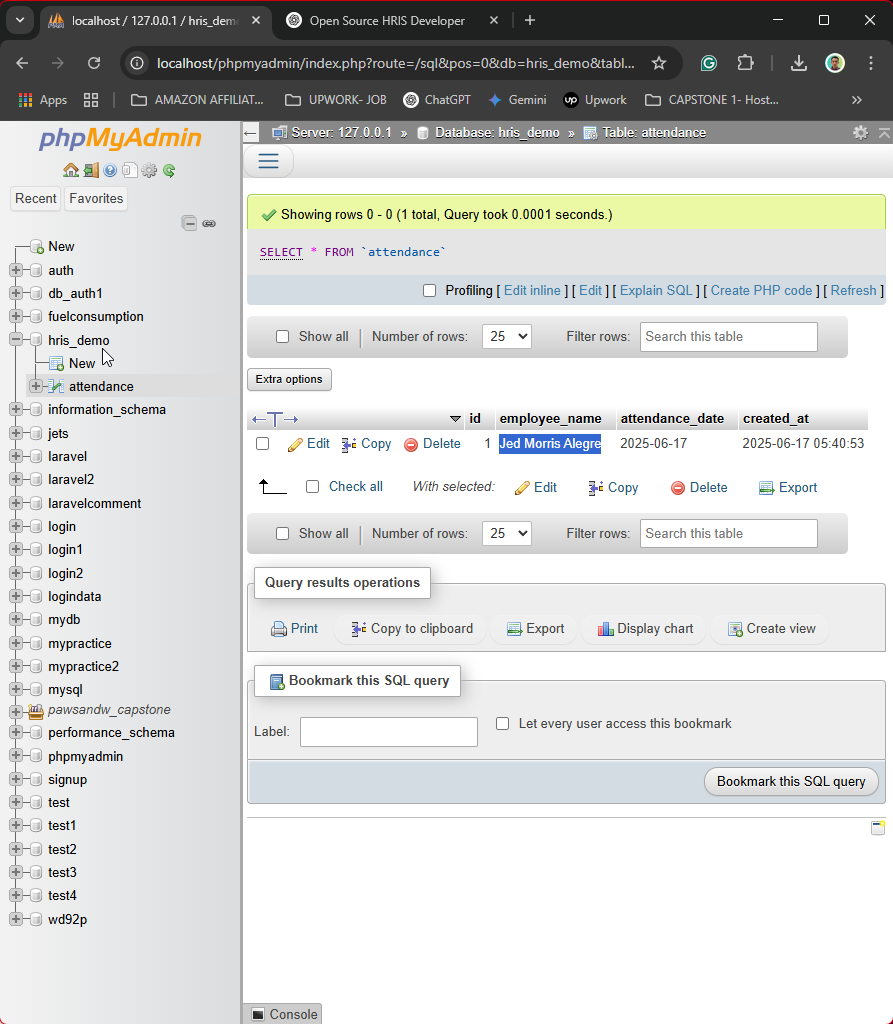 localhost / 127.0.0.1 / hris_demo
Open Source HRIS Developer
localhost/phpmyadmin/index.php?route=/sql&pos=0&db=hris_demo&tabl...
Apps
AMAZON AFFILIAT...
UPWORK- JOB
ChatGPT
Gemini
up
Upwork
CAPSTONE 1- Host...
phpMyAdmin
Recent
Favorites
New
auth
db_auth1
fuelconsumption
hris_demo
New
attendance
information_schema
jets
laravel
laravel2
laravelcomment
login
login1
login2
logindata
mydb
mypractice
mypractice2
mysql
pawsandw_capstone
performance_schema
phpmyadmin
signup
test
test1
test2
test3
test4
wd92p
Server: 127.0.0.1 » Database: hris_demo » Table: attendance
Showing rows 0 - 0 (1 total, Query took 0.0001 seconds.)
SELECT * FROM `attendance`
Profiling [ Edit inline ] [ Edit ] [ Explain SQL ] [ Create PHP code ] [ Refresh ]
Show all
Number of rows:
25
Filter rows:
Search this table
Extra options
id employee_name attendance_date created_at
Edit Copy Delete 1 Jed Morris Alegre 2025-06-17 2025-06-17 05:40:53
Check all With selected: Edit Copy Delete Export
Show all
Number of rows:
25
Filter rows:
Search this table
Query results operations
Print Copy to clipboard Export Display chart Create view
Bookmark this SQL query
Label:
Let every user access this bookmark
Bookmark this SQL query
Console